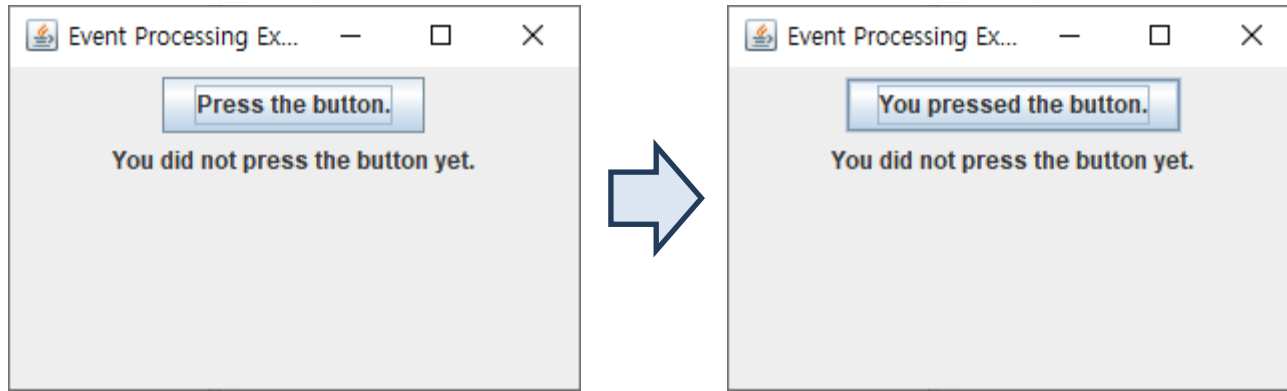 Event Processing Ex...
Press the button.
You did not press the button yet.
Event Processing Ex...
You pressed the button.
You did not press the button yet.